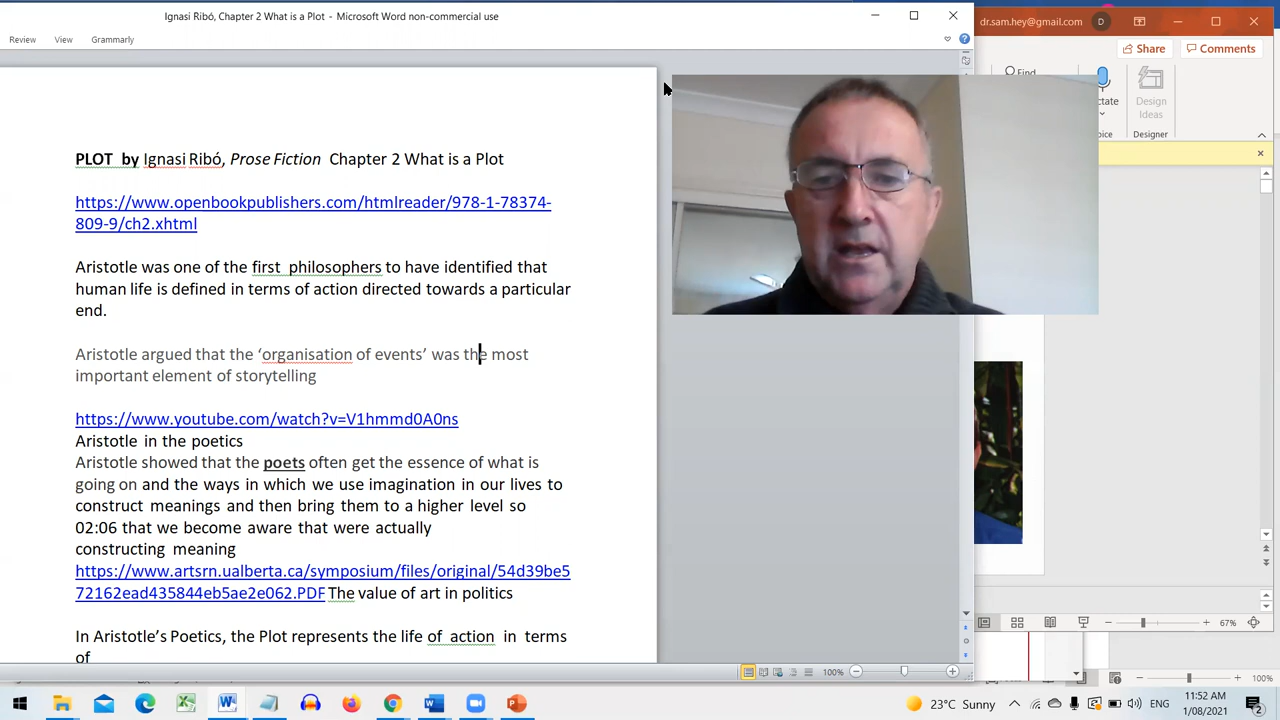 Ignasi Ribó, Chapter 2 What is a Plot - Microsoft Word non-commercial use
dr.sam.hey@gmail.com
D
Review View Grammarly
Share
Comments
Find
Design
Ideas
Designer
PLOT by Ignasi Ribó, Prose Fiction Chapter 2 What is a Plot
https://www.openbookpublishers.com/htmlreader/978-1-78374-
809-9/ch2.xhtml
Aristotle was one of the first philosophers to have identified that
human life is defined in terms of action directed towards a particular
end.
Aristotle argued that the ‘organisation of events’ was the most
important element of storytelling
https://www.youtube.com/watch?v=V1hmmd0A0ns
Aristotle in the poetics
Aristotle showed that the poets often get the essence of what is
going on and the ways in which we use imagination in our lives to
construct meanings and then bring them to a higher level so
02:06 that we become aware that were actually
constructing meaning
https://www.artsrn.ualberta.ca/symposium/files/original/54d39be5
72162ead435844eb5ae2e062.PDF The value of art in politics
In Aristotle’s Poetics, the Plot represents the life of action in terms
of
67%
100%
100%
23°C Sunny
ENG
11:52 AM
1/08/2021
2